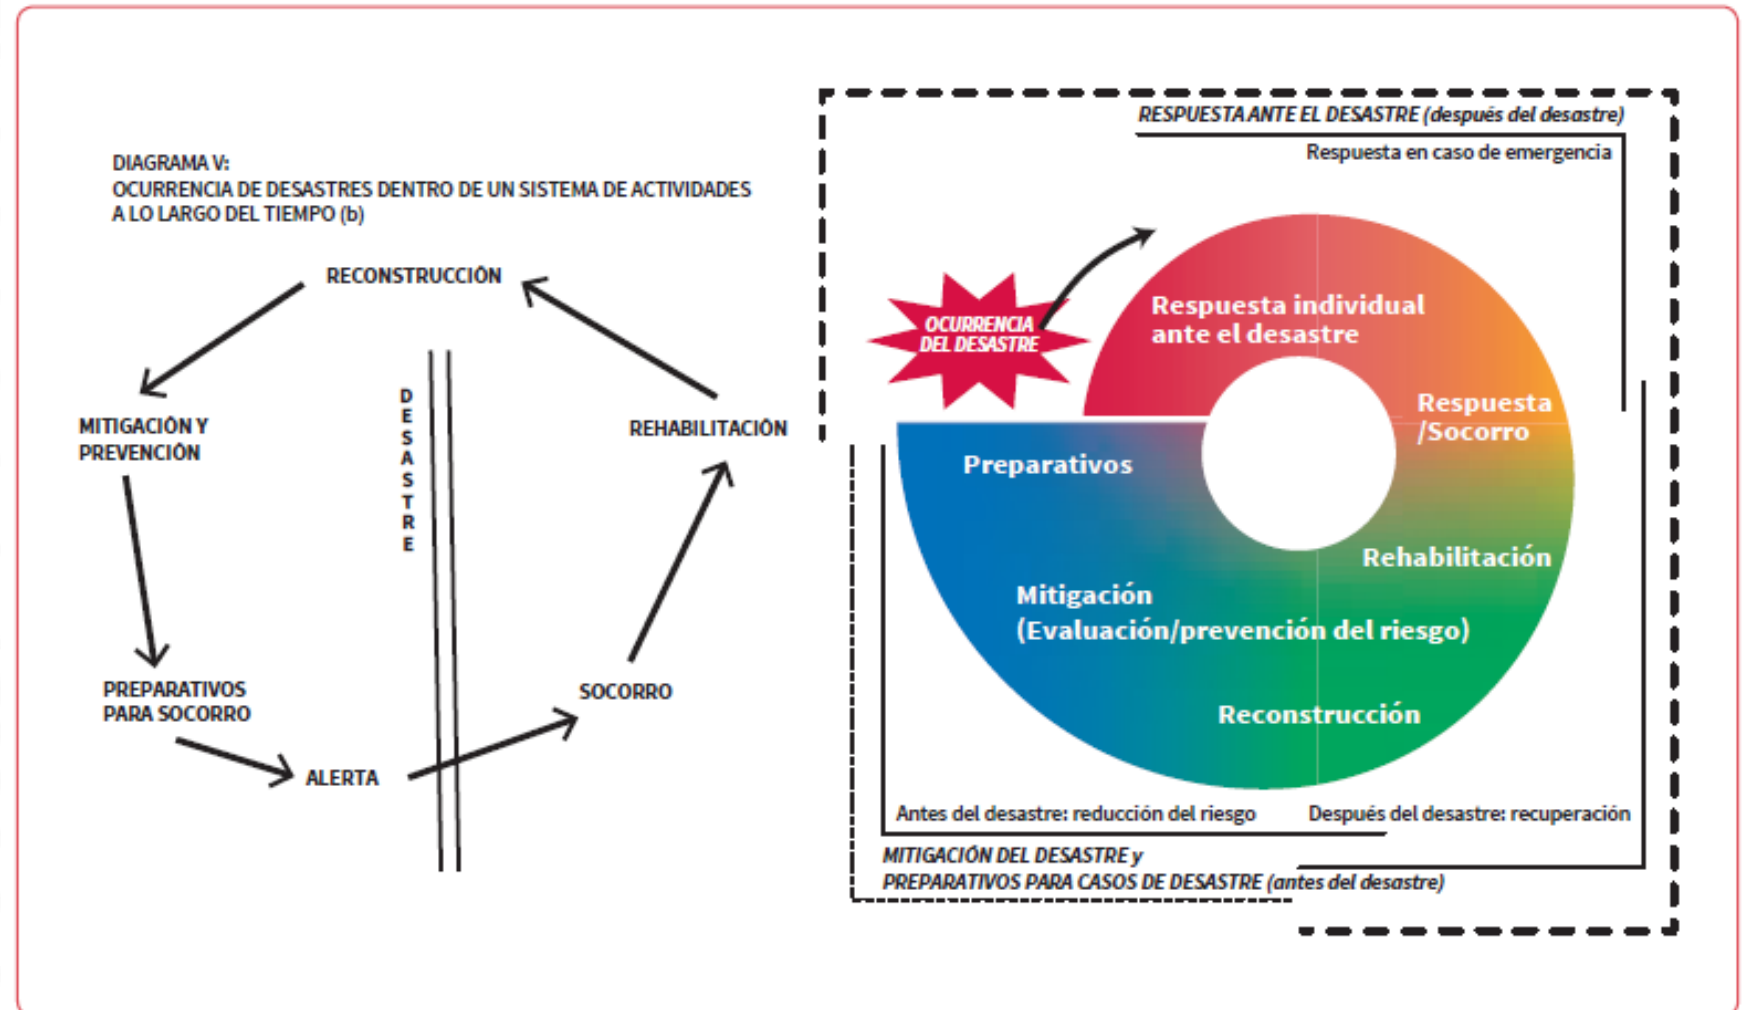 DIAGRAMA V:
OCURRENCIA DE DESASTRES DENTRO DE UN SISTEMA DE ACTIVIDADES
A LO LARGO DEL TIEMPO (b)
RECONSTRUCCIÓN
MITIGACIÓN Y
PREVENCIÓN
DESASTRE
REHABILITACIÓN
PREPARATIVOS
PARA SOCORRO
SOCORRO
ALERTA
RESPUESTA ANTE EL DESASTRE (después del desastre)
Respuesta en caso de emergencia
OCURRENCIA
DEL DESASTRE
Respuesta individual
ante el desastre
Respuesta
/Socorro
Preparativos
Rehabilitación
Mitigación
(Evaluación/prevención del riesgo)
Reconstrucción
Antes del desastre: reducción del riesgo
Después del desastre: recuperación
MITIGACIÓN DEL DESASTRE y
PREPARATIVOS PARA CASOS DE DESASTRE (antes del desastre)